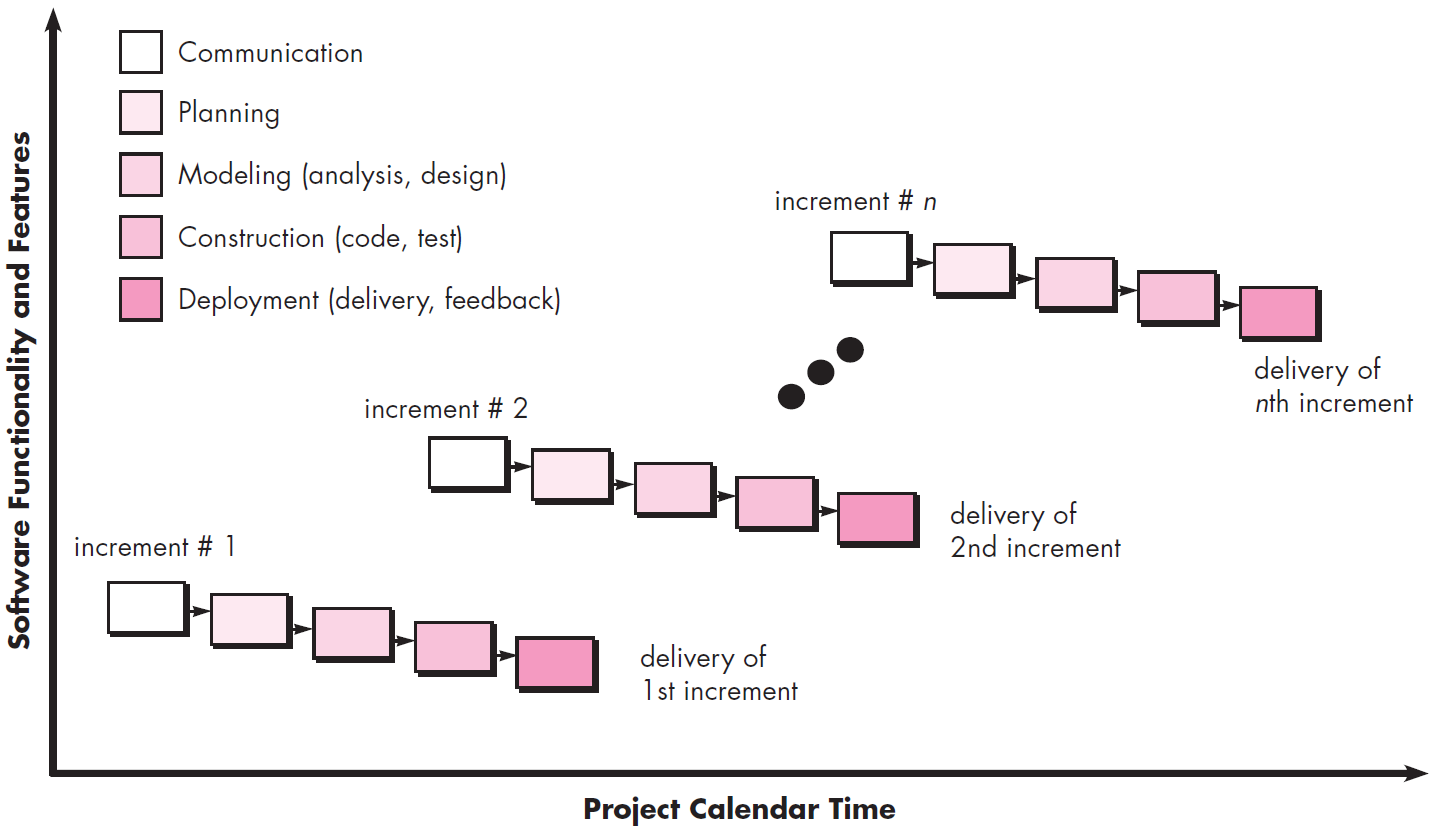 Communication
Planning
Modeling (analysis, design)
Construction (code, test)
Deployment (delivery, feedback)
Software Functionality and Features
increment # n
delivery of
nth increment
increment # 2
delivery of
2nd increment
increment # 1
delivery of
1st increment
Project Calendar Time